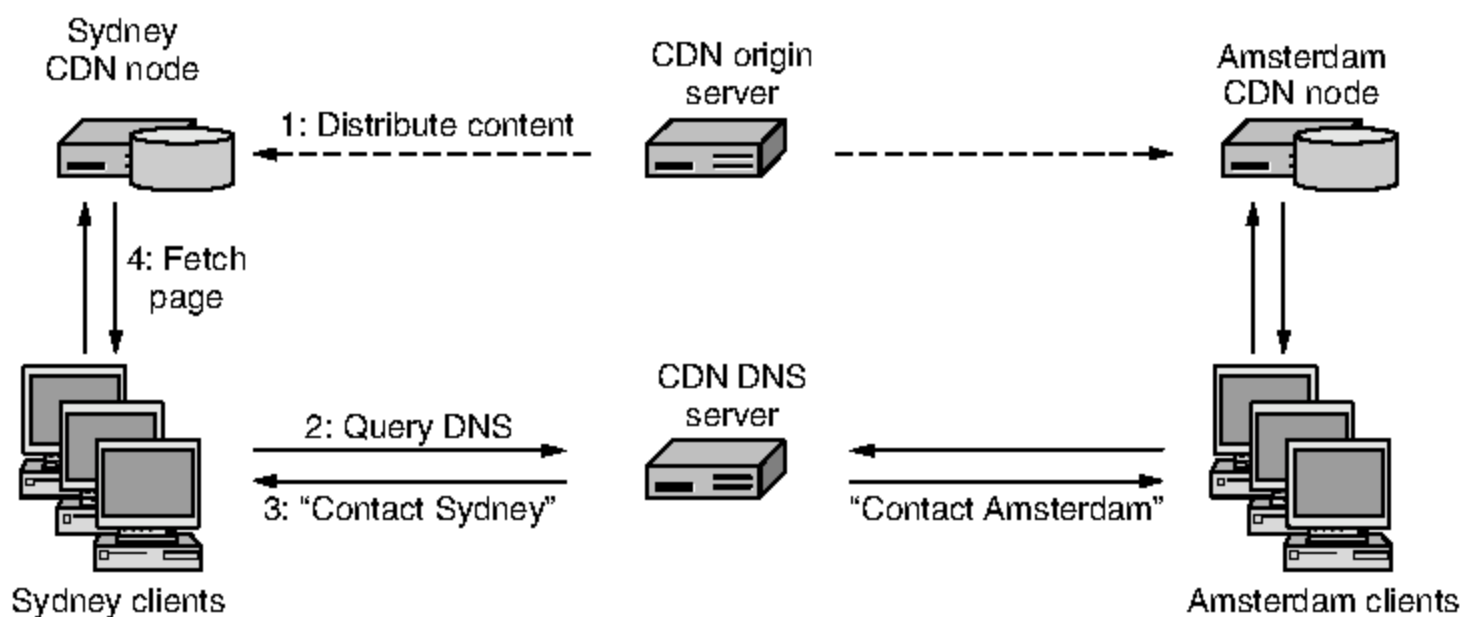 Sydney
CDN node
CDN origin
server
Amsterdam
CDN node
1: Distribute content
4: Fetch
page
CDN DNS
server
2: Query DNS
3: “Contact Sydney”
“Contact Amsterdam”
Sydney clients
Amsterdam clients